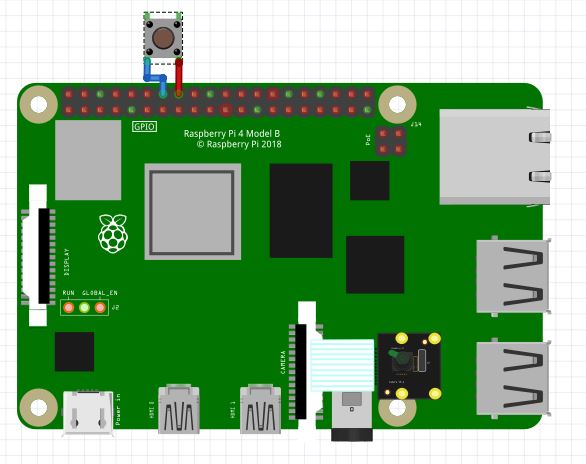 GPIO
Raspberry Pi 4 Model B
© Raspberry Pi 2018
J14
PoE
DISPLAY
RUN GLOBAL_EN
J2
CAMERA
Power in
HDMI 0
HDMI 1